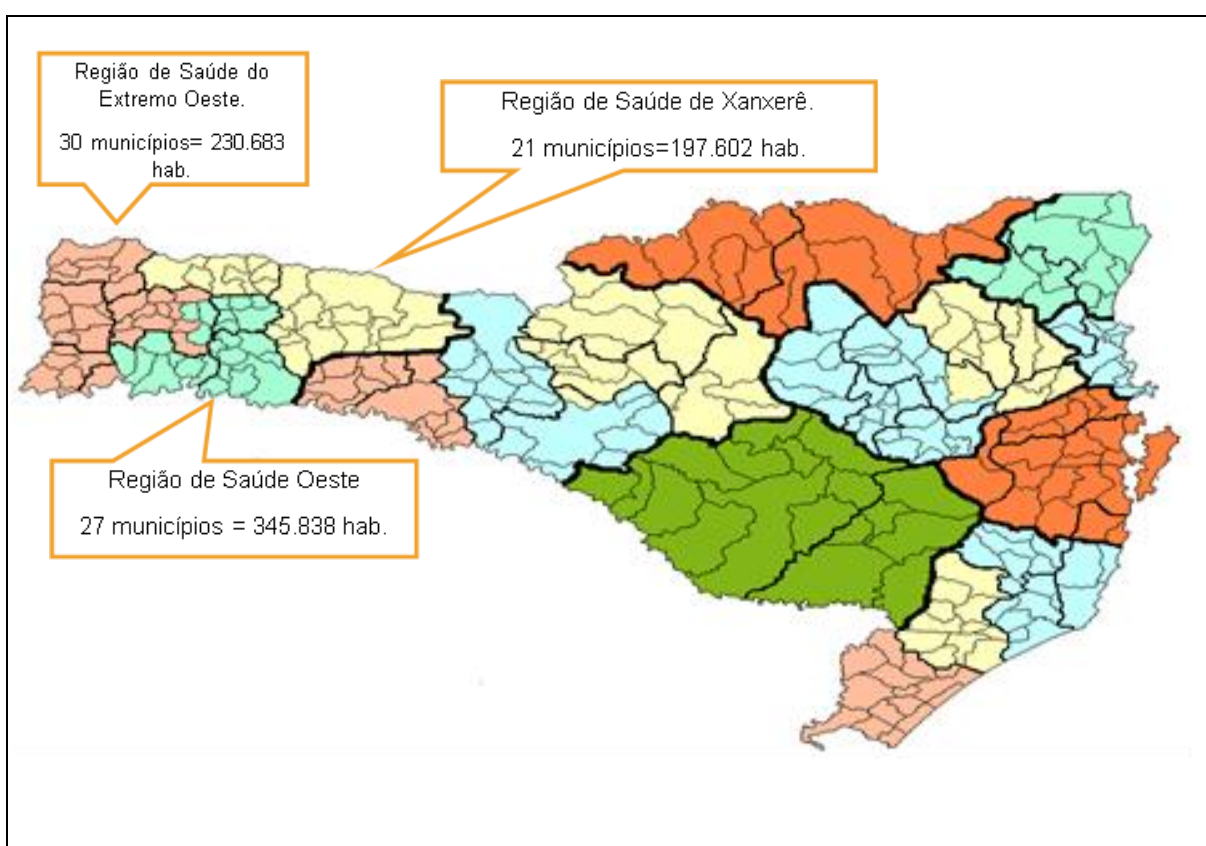 Região de Saúde do
Extremo Oeste.
30 municípios= 230.683
hab.
Região de Saúde de Xanxerê.
21 municípios=197.602 hab.
Região de Saúde Oeste
27 municípios = 345.838 hab.